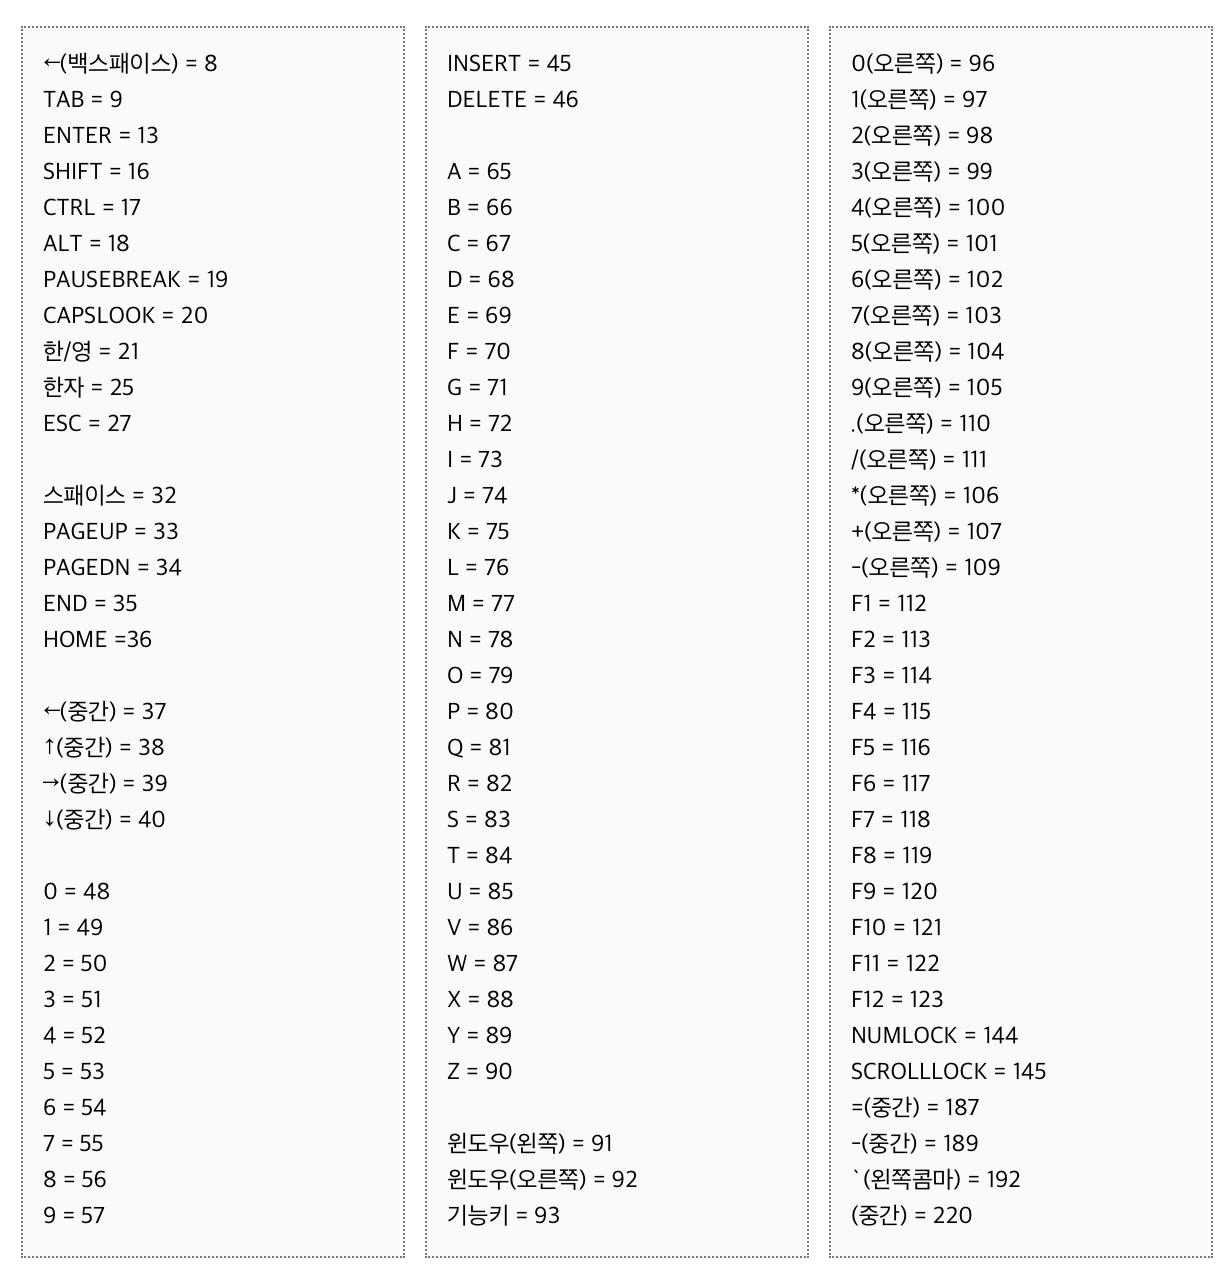 ←(백스페이스) = 8
TAB = 9
ENTER = 13
SHIFT = 16
CTRL = 17
ALT = 18
PAUSEBREAK = 19
CAPSLOOK = 20
한/영 = 21
한자 = 25
ESC = 27
스페이스 = 32
PAGEUP = 33
PAGEDN = 34
END = 35
HOME =36
←(중간) = 37
↑(중간) = 38
→(중간) = 39
↓(중간) = 40
0 = 48
1 = 49
2 = 50
3 = 51
4 = 52
5 = 53
6 = 54
7 = 55
8 = 56
9 = 57
INSERT = 45
DELETE = 46
A = 65
B = 66
C = 67
D = 68
E = 69
F = 70
G = 71
H = 72
I = 73
J = 74
K = 75
L = 76
M = 77
N = 78
O = 79
P = 80
Q = 81
R = 82
S = 83
T = 84
U = 85
V = 86
W = 87
X = 88
Y = 89
Z = 90
윈도우(왼쪽) = 91
윈도우(오른쪽) = 92
기능키 = 93
0(오른쪽) = 96
1(오른쪽) = 97
2(오른쪽) = 98
3(오른쪽) = 99
4(오른쪽) = 100
5(오른쪽) = 101
6(오른쪽) = 102
7(오른쪽) = 103
8(오른쪽) = 104
9(오른쪽) = 105
.(오른쪽) = 110
/(오른쪽) = 111
*(오른쪽) = 106
+(오른쪽) = 107
-(오른쪽) = 109
F1 = 112
F2 = 113
F3 = 114
F4 = 115
F5 = 116
F6 = 117
F7 = 118
F8 = 119
F9 = 120
F10 = 121
F11 = 122
F12 = 123
NUMLOCK = 144
SCROLLLOCK = 145
=(중간) = 187
-(중간) = 189
`(왼쪽콤마) = 192
(중간) = 220